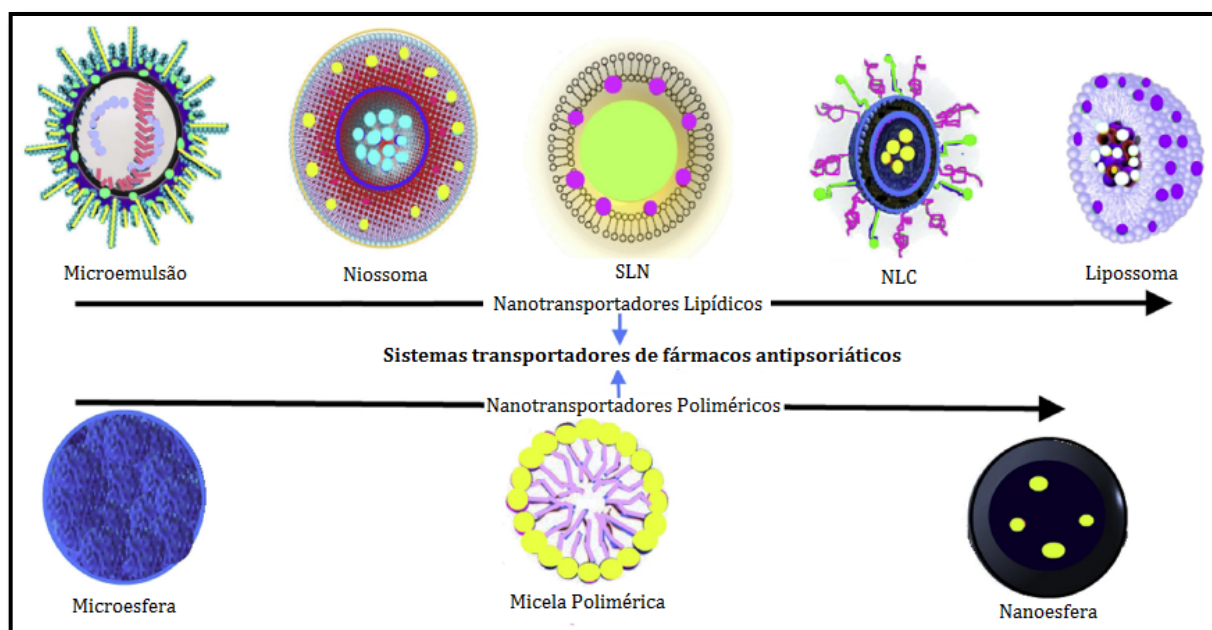 Microemulsão
Niossoma
SLN
NLC
Lipossoma
Nanotransportadores Lipídicos
Sistemas transportadores de fármacos antipsoriáticos
Nanotransportadores Poliméricos
Microesfera
Micela Polimérica
Nanoesfera